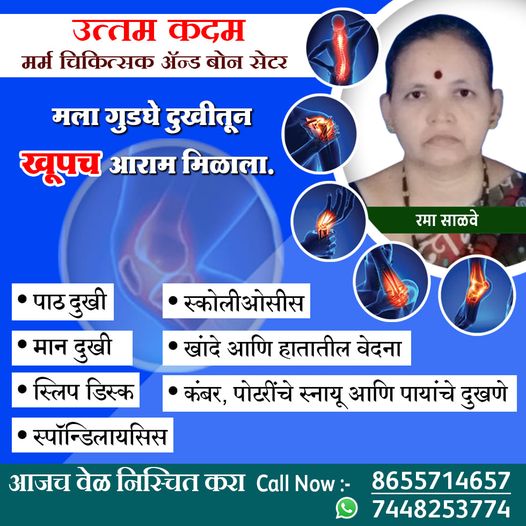 उत्तम कदम
मर्म चिकित्सक ॲन्ड बोन सेटर
मला गुडघे दुखीतून
खूपच आराम मिळाला.
रमा साळवे
• पाठ दुखी
• मान दुखी
• स्लिप डिस्क
• स्पॉन्डिलायसिस
• स्कोलीओसीस
• खांदे आणि हातातील वेदना
• कंबर, पोटरींचे स्नायू आणि पायांचे दुखणे
आजच वेळ निस्चित करा Call Now :- 8655714657
7448253774